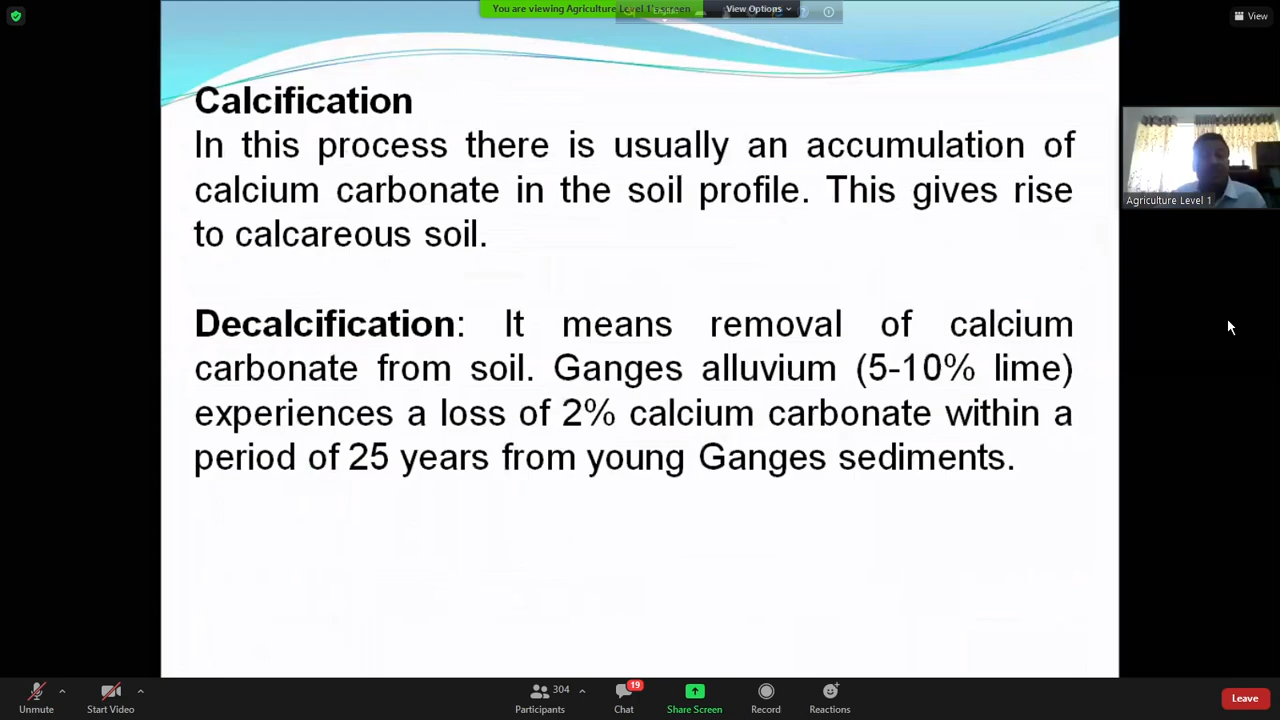 You are viewing Agriculture Level 1's screen
View Options
View
Calcification
In this process there is usually an accumulation of
calcium carbonate in the soil profile. This gives rise
to calcareous soil.
Agriculture Level 1
Decalcification: It means removal of calcium
carbonate from soil. Ganges alluvium (5-10% lime)
experiences a loss of 2% calcium carbonate within a
period of 25 years from young Ganges sediments.
Unmute
Start Video
304
Participants
19
Chat
Share Screen
Record
Reactions
Leave